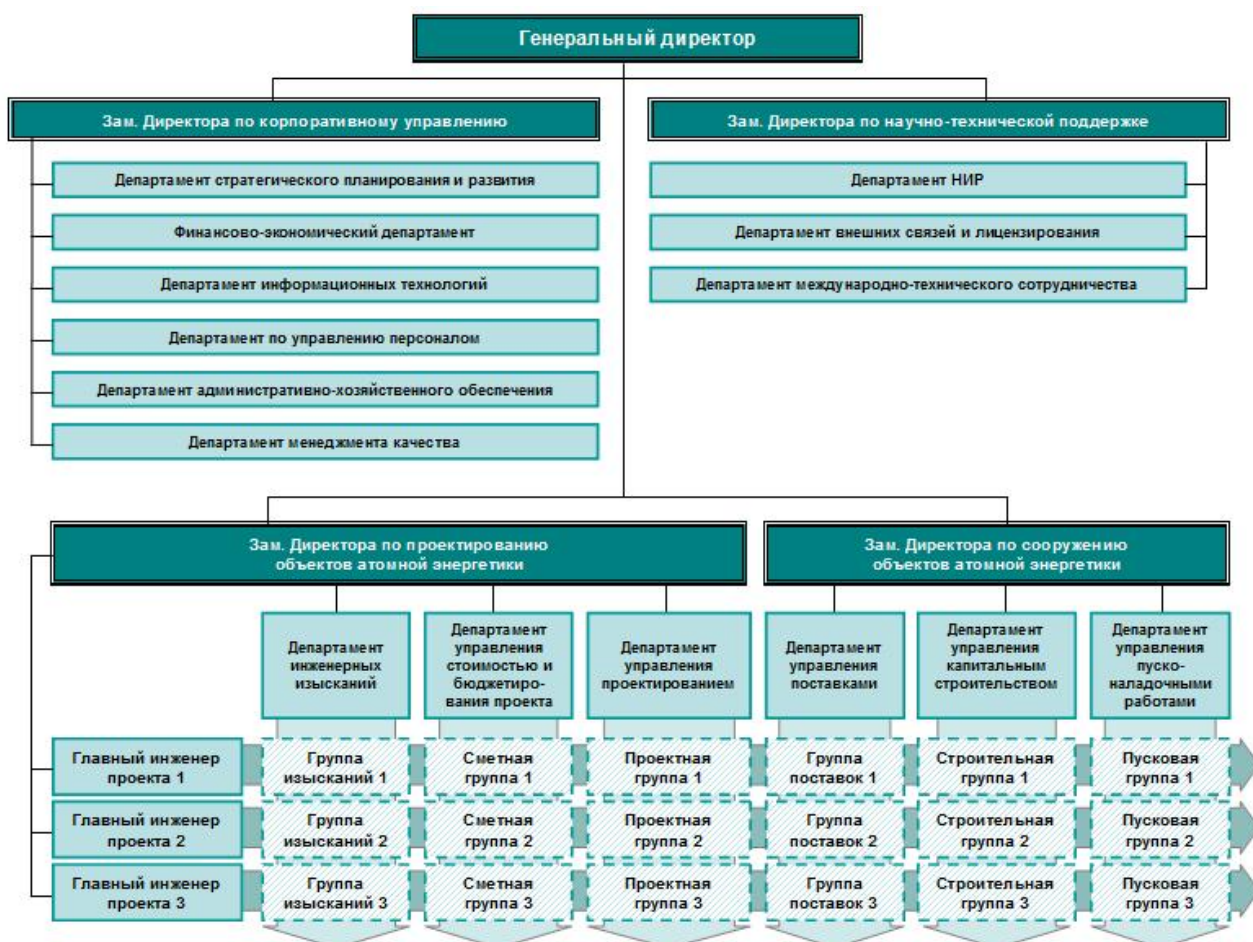 Генеральный директор
Зам. Директора по корпоративному управлению
Департамент стратегического планирования и развития
Финансово-экономический департамент
Департамент информационных технологий
Департамент по управлению персоналом
Департамент административно-хозяйственного обеспечения
Департамент менеджмента качества
Зам. Директора по научно-технической поддержке
Департамент НИР
Департамент внешних связей и лицензирования
Департамент международно-технического сотрудничества
Зам. Директора по проектированию
объектов атомной энергетики
Зам. Директора по сооружению
объектов атомной энергетики
Департамент
инженерных
изысканий
Департамент
управления
стоимостью и
бюджетиро-
вания проекта
Департамент
управления
проектированием
Департамент
управления
поставками
Департамент
управления
капитальным
строительством
Департамент
управления
пуско-
наладочными
работами
Главный инженер
проекта 1
Группа
изысканий 1
Сметная
группа 1
Проектная
группа 1
Группа
поставок 1
Строительная
группа 1
Пусковая
группа 1
Главный инженер
проекта 2
Группа
изысканий 2
Сметная
группа 2
Проектная
группа 2
Группа
поставок 2
Строительная
группа 2
Пусковая
группа 2
Главный инженер
проекта 3
Группа
изысканий 3
Сметная
группа 3
Проектная
группа 3
Группа
поставок 3
Строительная
группа 3
Пусковая
группа 3